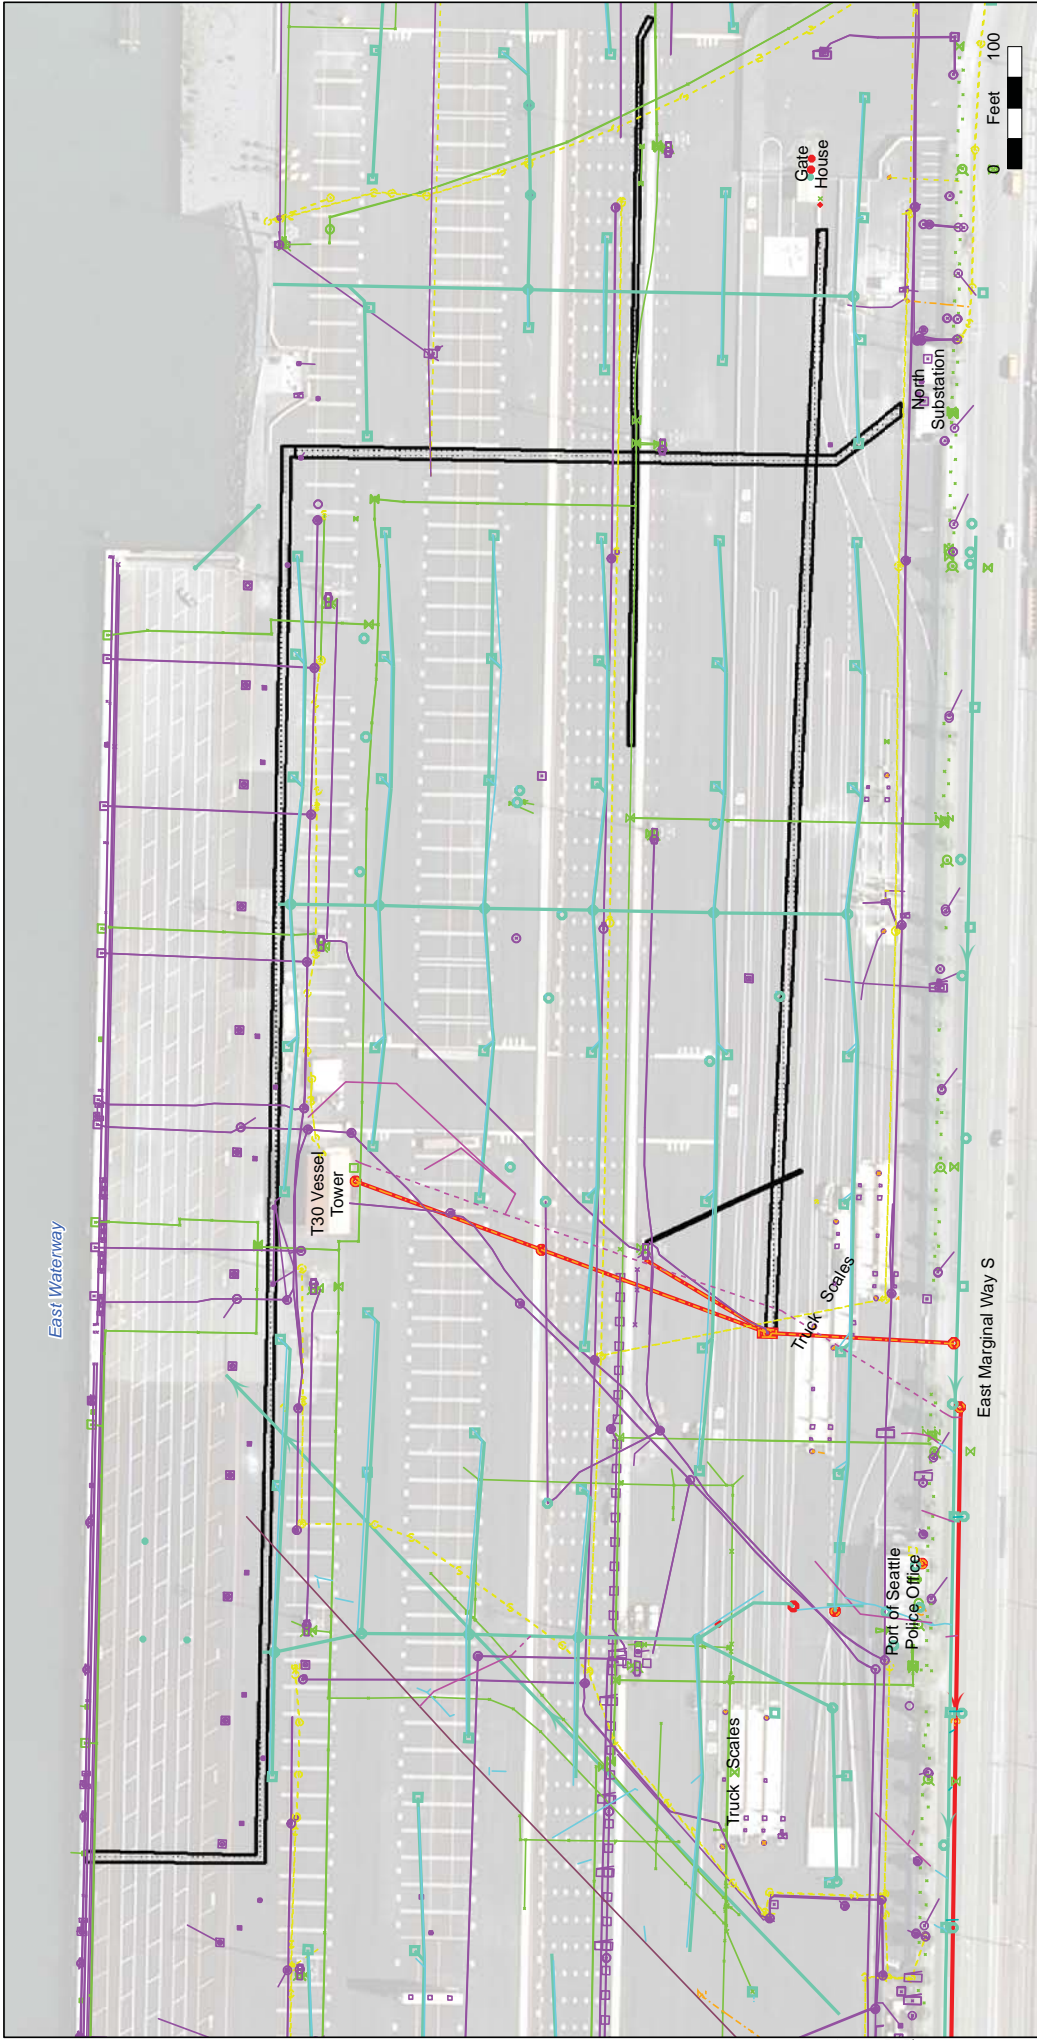 0
Feet
100
Gate
House
North
Substation
East Waterway
T30 Vessel
Tower
Truck Scales
East Marginal Way S
Port of Seattle
Police Office
Truck Scales